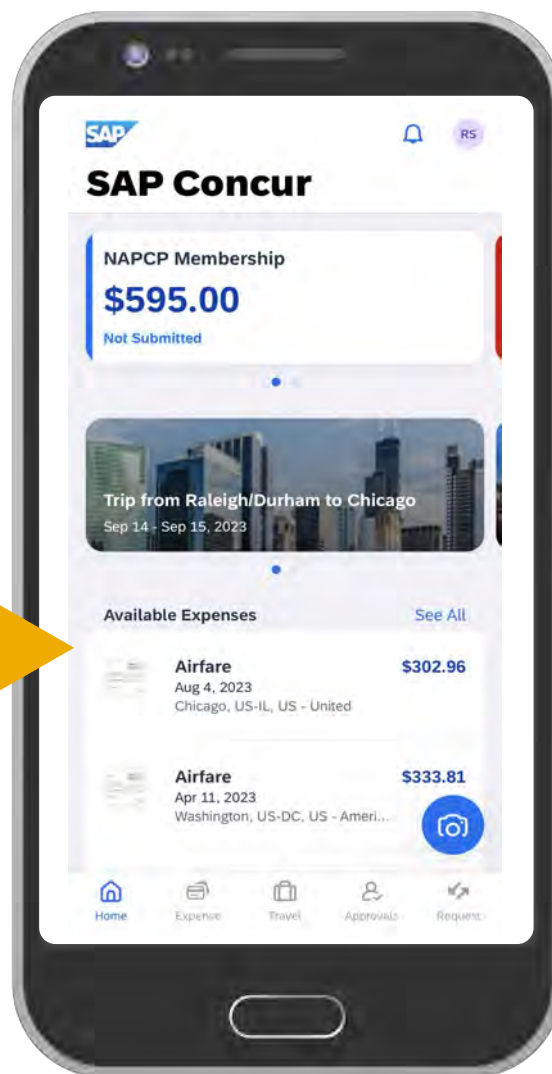 SAP
RS
SAP Concur
NAPCP Membership
$595.00
Not Submitted
Trip from Raleigh/Durham to Chicago
Sep 14 - Sep 15, 2023
Available Expenses See All
Airfare $302.96
Aug 4, 2023
Chicago, US-IL, US - United
Airfare $333.81
Apr 11, 2023
Washington, US-DC, US - Ameri...
Home Expense Travel Approvals Request